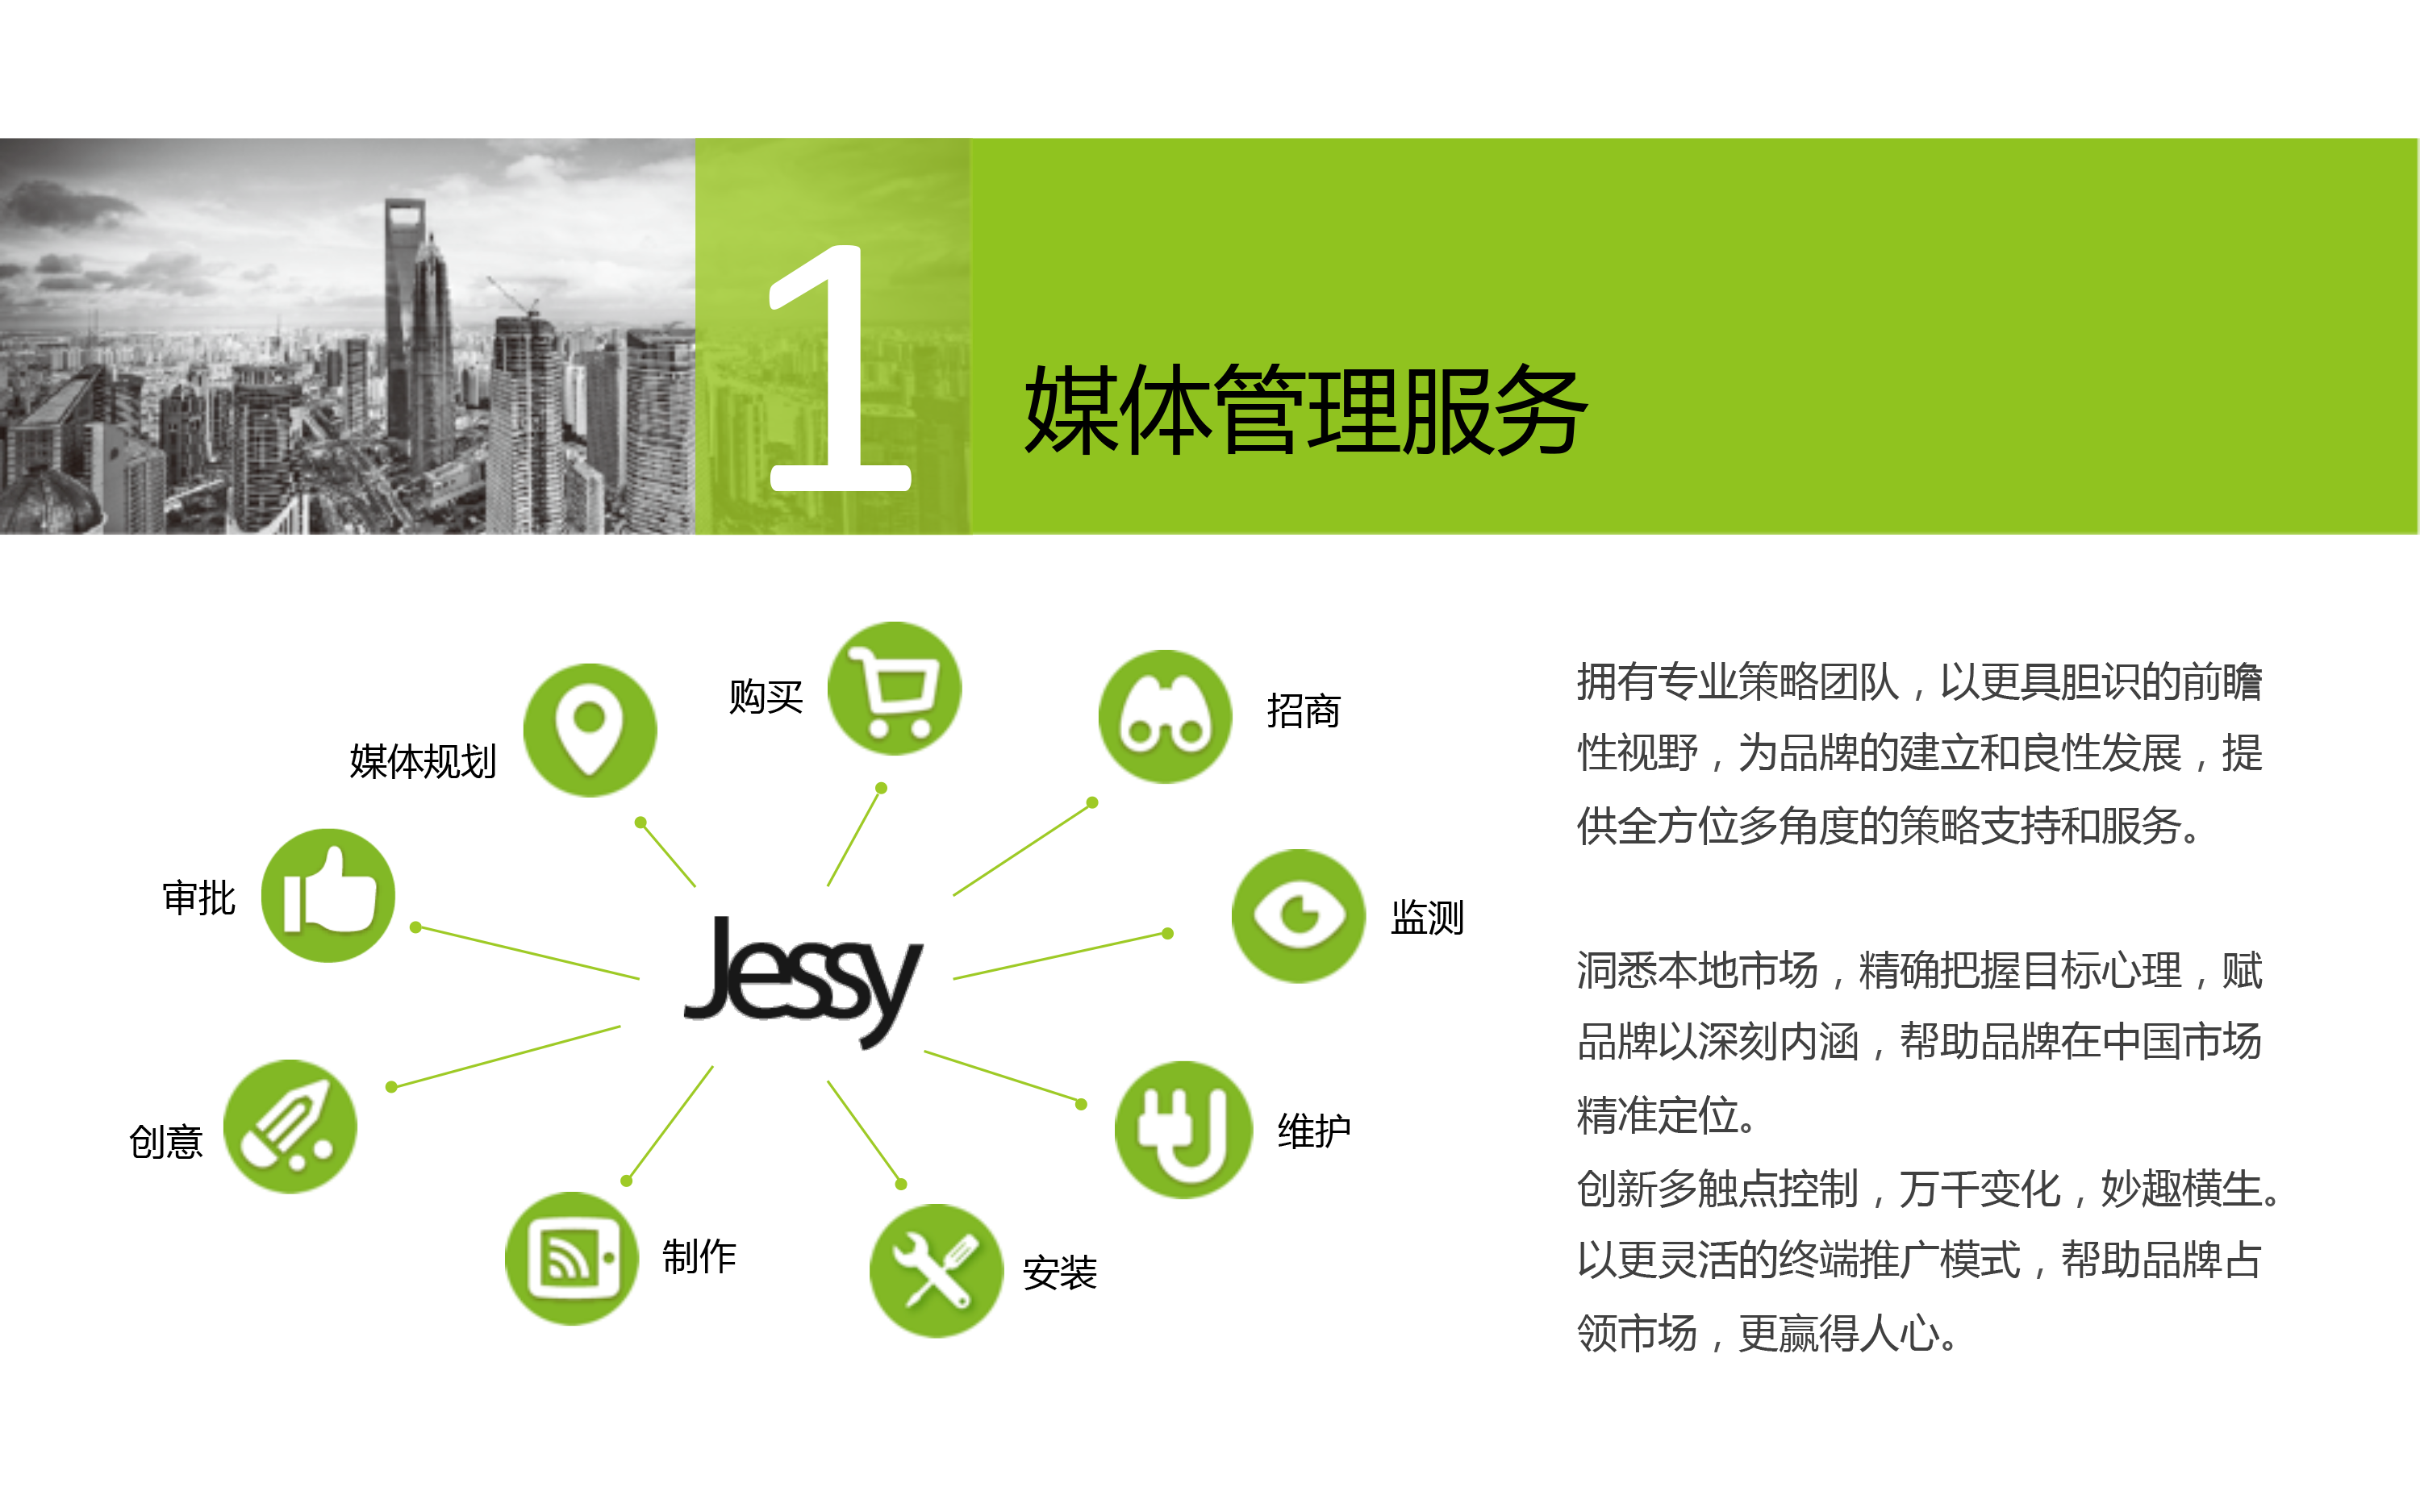 1
媒体管理服务
购买
招商
媒体规划
审批
监测
Jessy
创意
维护
制作
安装
拥有专业策略团队，以更具胆识的前瞻
性视野，为品牌的建立和良性发展，提
供全方位多角度的策略支持和服务。
洞悉本地市场，精确把握目标心理，赋
品牌以深刻内涵，帮助品牌在中国市场
精准定位。
创新多触点控制，万千变化，妙趣横生。
以更灵活的终端推广模式，帮助品牌占
领市场，更赢得人心。